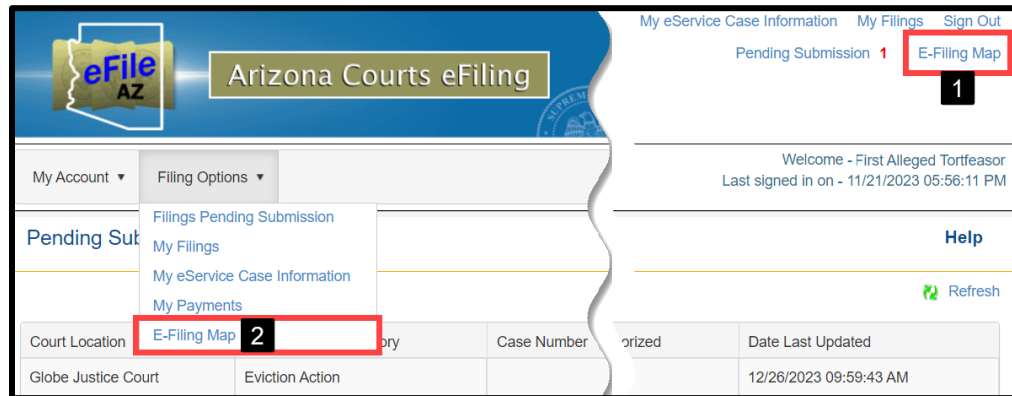 My eService Case Information My Filings Sign Out
Pending Submission 1 E-Filing Map
1
eFile
AZ
Arizona Courts eFiling
SUPREM
My Account ▾ Filing Options ▾
Welcome - First Alleged Tortfeasor
Last signed in on - 11/21/2023 05:56:11 PM
Filings Pending Submission
My Filings
My eService Case Information
My Payments
E-Filing Map 2
Pending Sub
Help
Refresh
Court Location ory Case Number orized Date Last Updated
Globe Justice Court Eviction Action 12/26/2023 09:59:43 AM